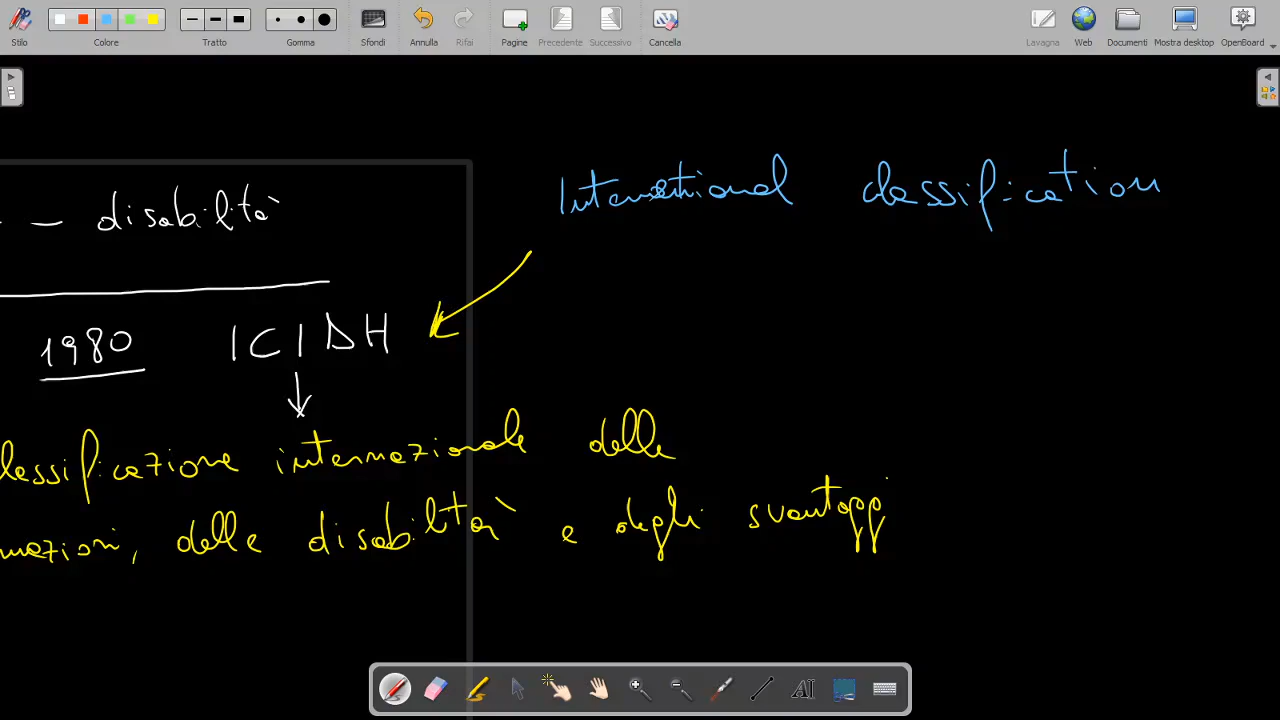 Stilo Colore Tratto Gomma Sfondi Annulla Rifai Pagine Precedente Successivo Cancella Lavagna Web Documenti Mostra desktop OpenBoard
International classification
- disabilità
1980 ICIDH
classificazione internazionale delle
mazioni, delle disabilità e degli svantaggi